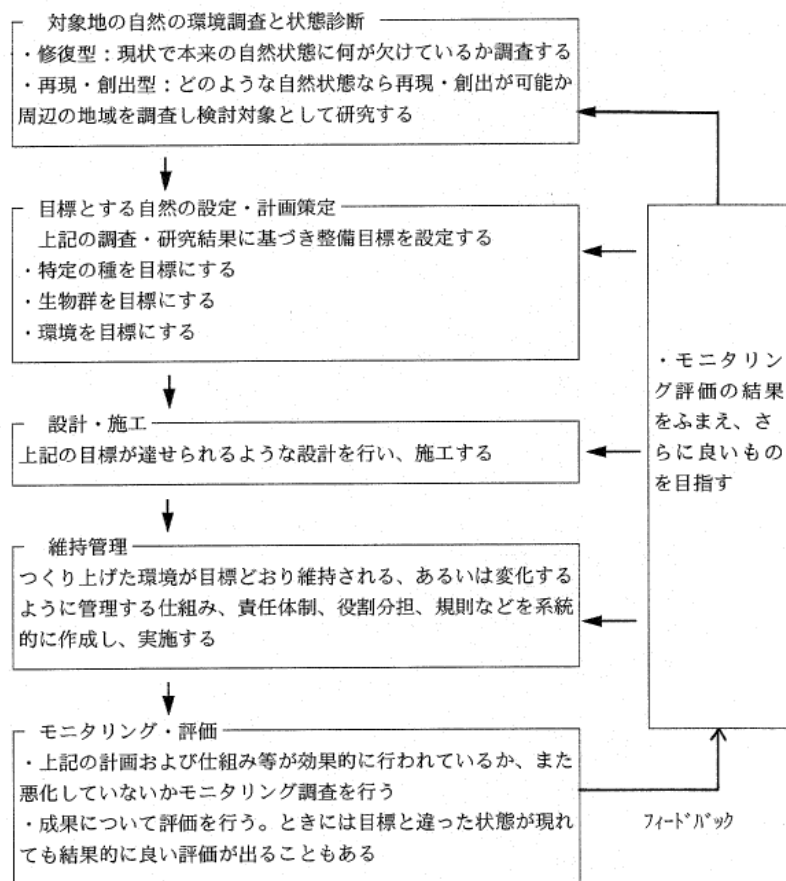 対象地の自然の環境調査と状態診断
・修復型：現状で本来の自然状態に何が欠けているか調査する
・再現・創出型：どのような自然状態なら再現・創出が可能か
周辺の地域を調査し検討対象として研究する
目標とする自然の設定・計画策定
上記の調査・研究結果に基づき整備目標を設定する
・特定の種を目標にする
・生物群を目標にする
・環境を目標にする
設計・施工
上記の目標が達せられるような設計を行い、施工する
維持管理
つくり上げた環境が目標どおり維持される、あるいは変化する
ように管理する仕組み、責任体制、役割分担、規則などを系統
的に作成し、実施する
モニタリング・評価
・上記の計画および仕組み等が効果的に行われているか、また
悪化していないかモニタリング調査を行う
・成果について評価を行う。ときには目標と違った状態が現れ
ても結果的に良い評価が出ることもある
・モニタリン
グ評価の結果
をふまえ、さ
らに良いもの
を目指す
フィードバック